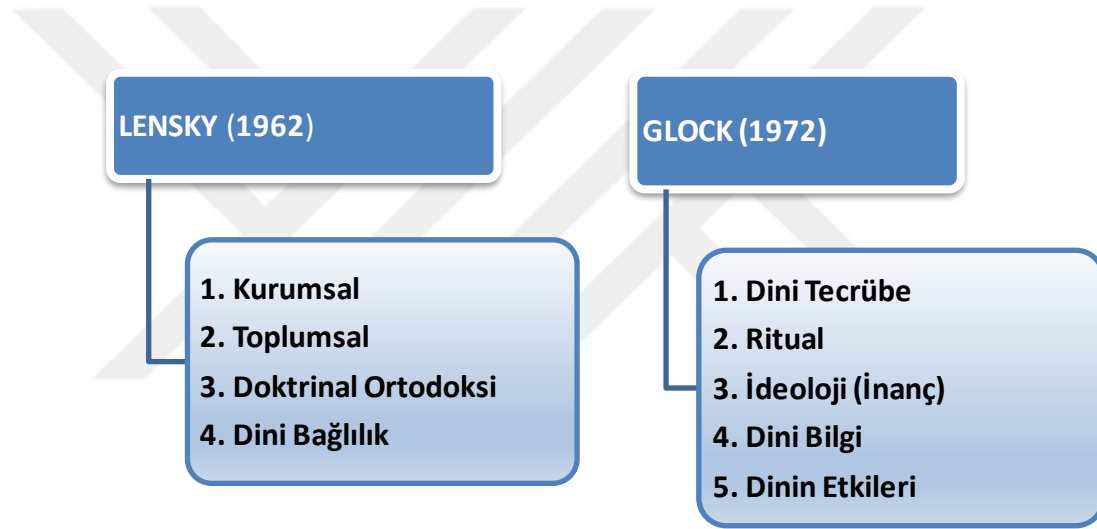 LENSKY (1962)
1. Kurumsal
2. Toplumsal
3. Doktrinal Ortodoksi
4. Dini Bağlılık
GLOCK (1972)
1. Dini Tecrübe
2. Ritual
3. İdeoloji (İnanç)
4. Dini Bilgi
5. Dinin Etkileri